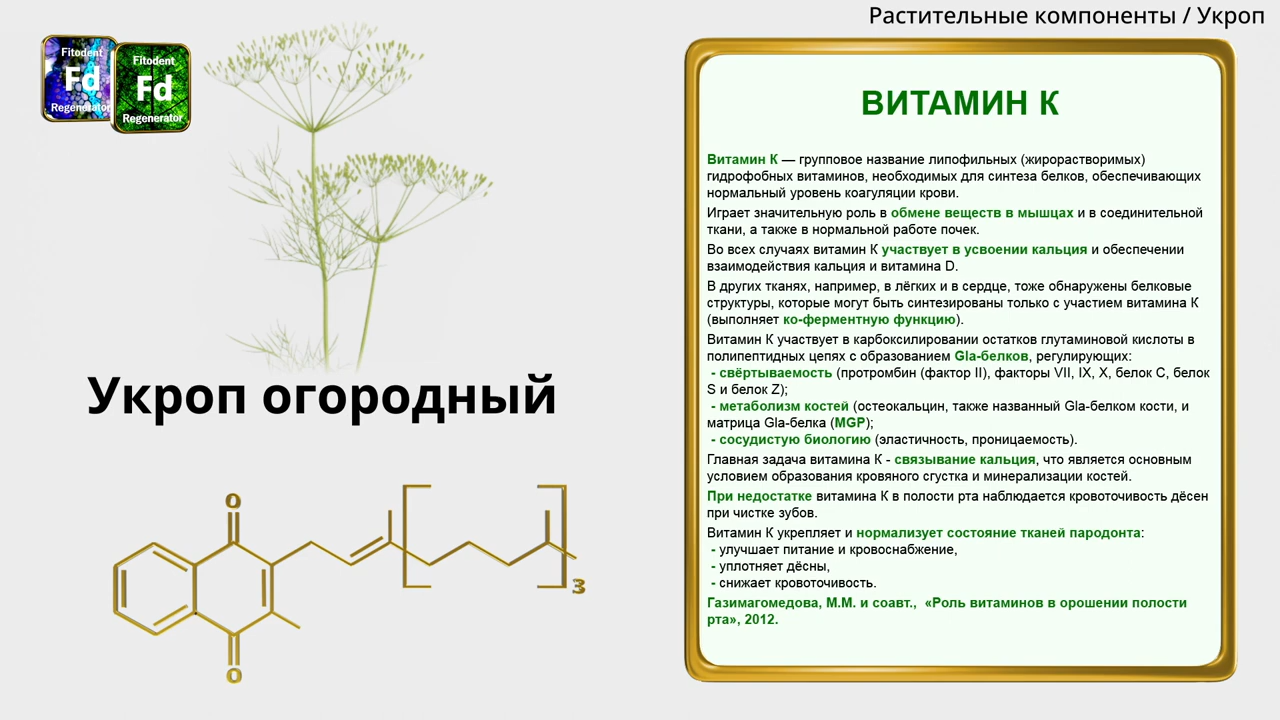 Растительные компоненты / Укроп
Fitodent
Fd
Regenerator
Fitodent
Fd
Regenerator
Укроп огородный
O
O
3
ВИТАМИН К
Витамин К — групповое название липофильных (жирорастворимых)
гидрофобных витаминов, необходимых для синтеза белков, обеспечивающих
нормальный уровень коагуляции крови.
Играет значительную роль в обмене веществ в мышцах и в соединительной
ткани, а также в нормальной работе почек.
Во всех случаях витамин К участвует в усвоении кальция и обеспечении
взаимодействия кальция и витамина D.
В других тканях, например, в лёгких и в сердце, тоже обнаружены белковые
структуры, которые могут быть синтезированы только с участием витамина К
(выполняет ко-ферментную функцию).
Витамин К участвует в карбоксилировании остатков глутаминовой кислоты в
полипептидных цепях с образованием Gla-белков, регулирующих:
- свёртываемость (протромбин (фактор II), факторы VII, IX, X, белок C, белок
S и белок Z);
- метаболизм костей (остеокальцин, также названный Gla-белком кости, и
матрица Gla-белка (MGP);
- сосудистую биологию (эластичность, проницаемость).
Главная задача витамина К - связывание кальция, что является основным
условием образования кровяного сгустка и минерализации костей.
При недостатке витамина К в полости рта наблюдается кровоточивость дёсен
при чистке зубов.
Витамин К укрепляет и нормализует состояние тканей пародонта:
- улучшает питание и кровоснабжение,
- уплотняет дёсны,
- снижает кровоточивость.
Газимагомедова, М.М. и соавт., «Роль витаминов в орошении полости
рта», 2012.